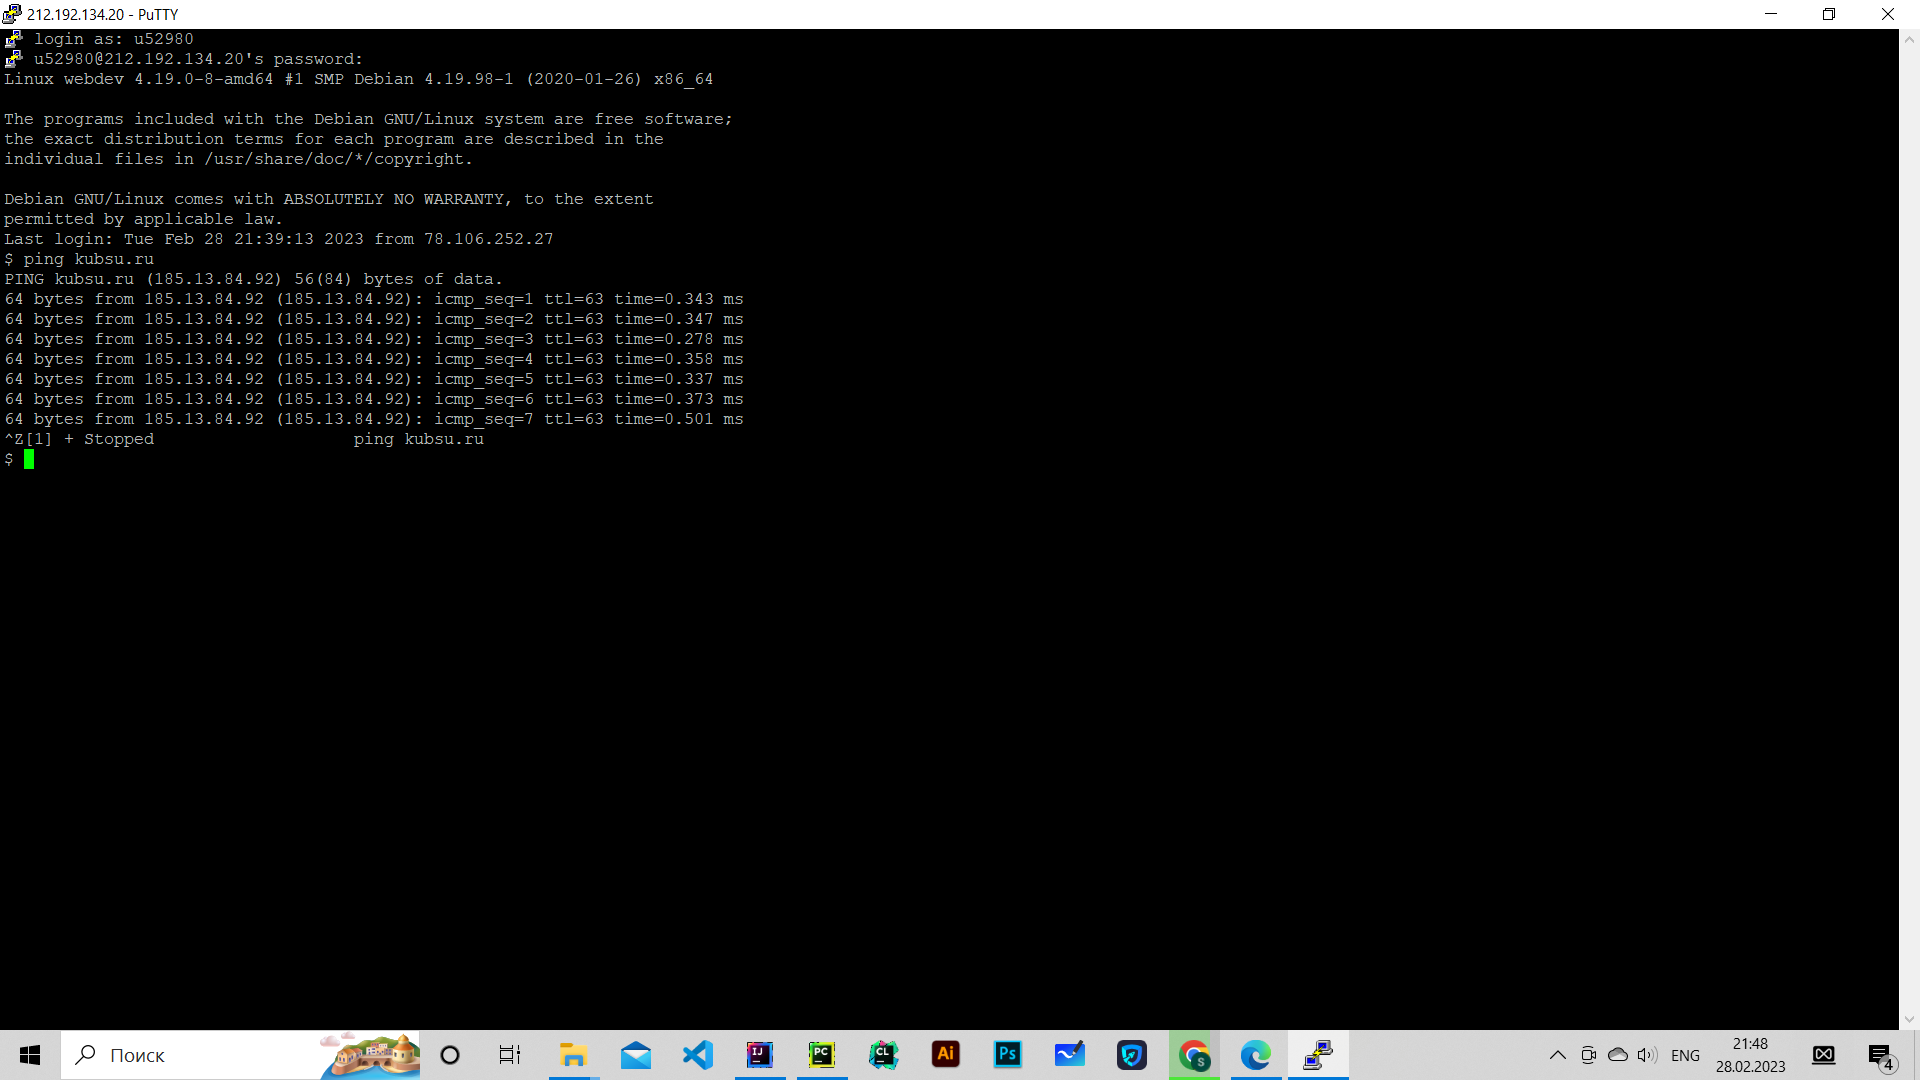 212.192.134.20 - PuTTY
login as: u52980
u52980@212.192.134.20's password:
Linux webdev 4.19.0-8-amd64 #1 SMP Debian 4.19.98-1 (2020-01-26) x86_64
The programs included with the Debian GNU/Linux system are free software;
the exact distribution terms for each program are described in the
individual files in /usr/share/doc/*/copyright.
Debian GNU/Linux comes with ABSOLUTELY NO WARRANTY, to the extent
permitted by applicable law.
Last login: Tue Feb 28 21:39:13 2023 from 78.106.252.27
$ ping kubsu.ru
PING kubsu.ru (185.13.84.92) 56(84) bytes of data.
64 bytes from 185.13.84.92 (185.13.84.92): icmp_seq=1 ttl=63 time=0.343 ms
64 bytes from 185.13.84.92 (185.13.84.92): icmp_seq=2 ttl=63 time=0.347 ms
64 bytes from 185.13.84.92 (185.13.84.92): icmp_seq=3 ttl=63 time=0.278 ms
64 bytes from 185.13.84.92 (185.13.84.92): icmp_seq=4 ttl=63 time=0.358 ms
64 bytes from 185.13.84.92 (185.13.84.92): icmp_seq=5 ttl=63 time=0.337 ms
64 bytes from 185.13.84.92 (185.13.84.92): icmp_seq=6 ttl=63 time=0.373 ms
64 bytes from 185.13.84.92 (185.13.84.92): icmp_seq=7 ttl=63 time=0.501 ms
^Z[1] + Stopped                    ping kubsu.ru
$
Поиск
IJ
PC
CL
Ai
Ps
S
ENG
21:48
28.02.2023
4